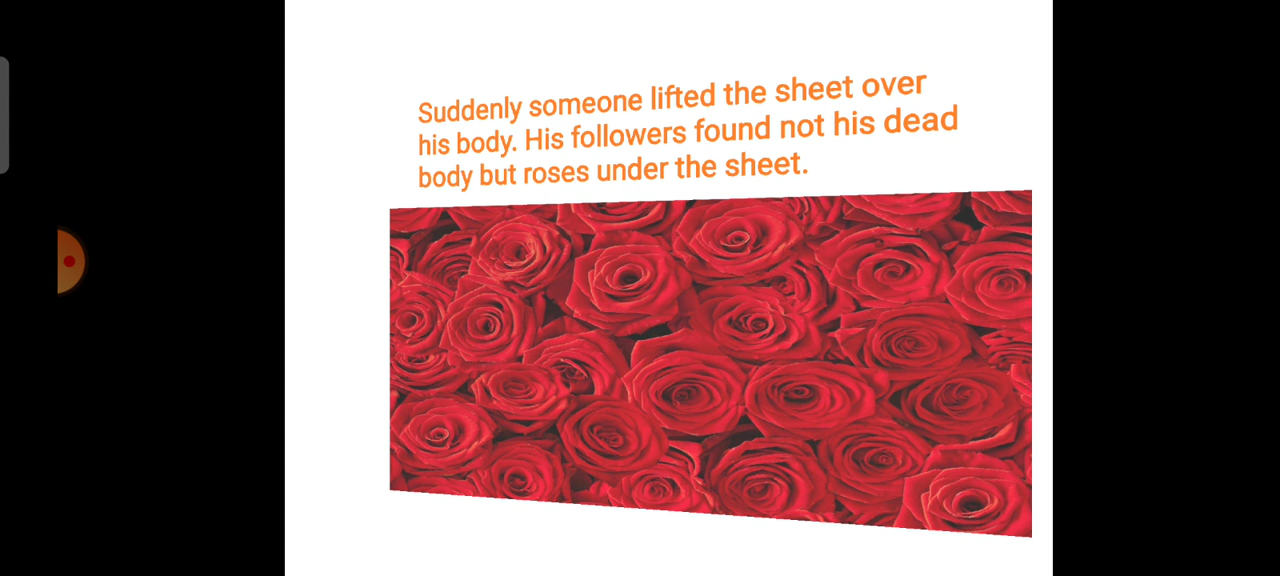 Suddenly someone lifted the sheet over
his body. His followers found not his dead
body but roses under the sheet.